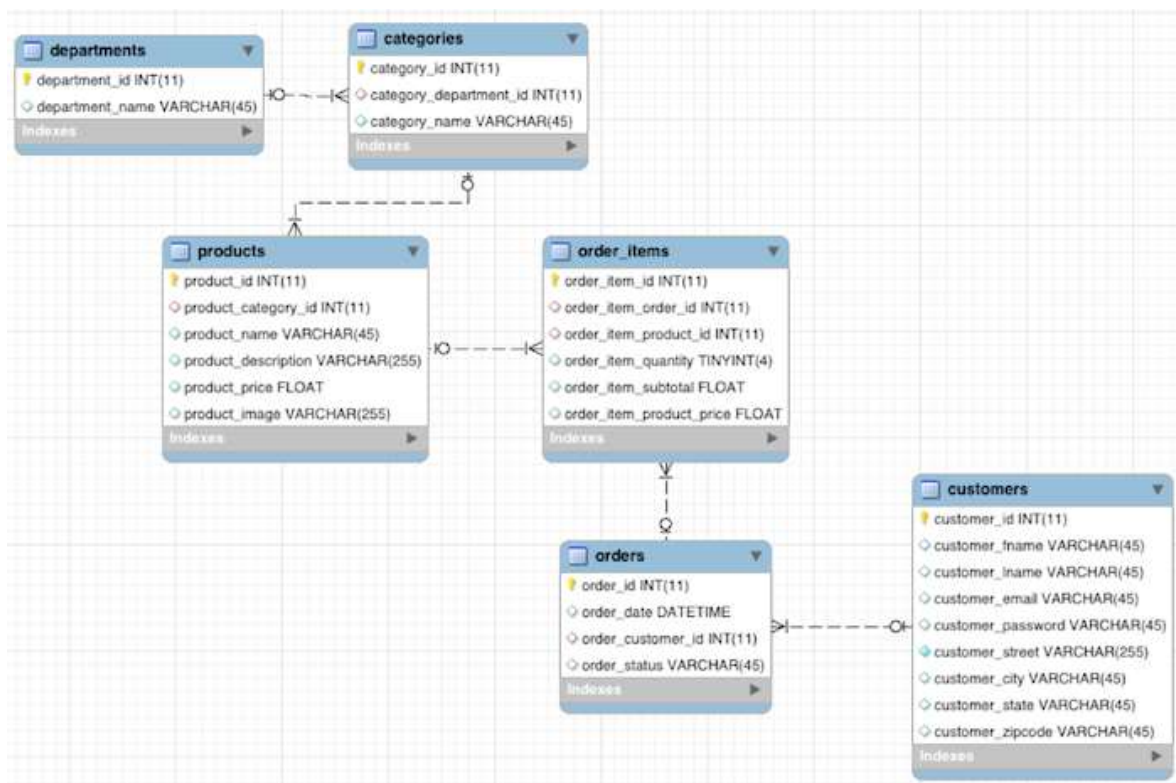 departments
department_id INT(11)
department_name VARCHAR(45)
Indexes
categories
category_id INT(11)
category_department_id INT(11)
category_name VARCHAR(45)
Indexes
products
product_id INT(11)
product_category_id INT(11)
product_name VARCHAR(45)
product_description VARCHAR(255)
product_price FLOAT
product_image VARCHAR(255)
Indexes
order_items
order_item_id INT(11)
order_item_order_id INT(11)
order_item_product_id INT(11)
order_item_quantity TINYINT(4)
order_item_subtotal FLOAT
order_item_product_price FLOAT
Indexes
orders
order_id INT(11)
order_date DATETIME
order_customer_id INT(11)
order_status VARCHAR(45)
Indexes
customers
customer_id INT(11)
customer_fname VARCHAR(45)
customer_lname VARCHAR(45)
customer_email VARCHAR(45)
customer_password VARCHAR(45)
customer_street VARCHAR(255)
customer_city VARCHAR(45)
customer_state VARCHAR(45)
customer_zipcode VARCHAR(45)
Indexes